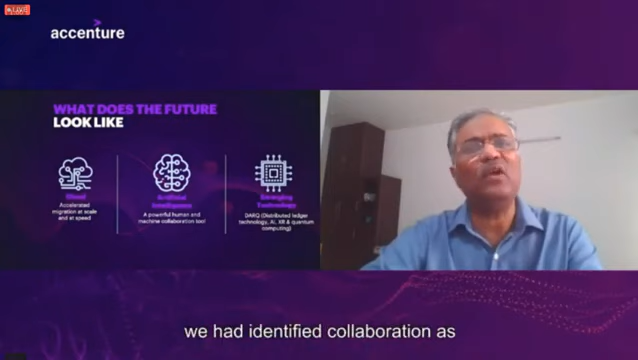 LIVE
accenture
WHAT DOES THE FUTURE
LOOK LIKE
Cloud
Accelerated
migration at scale
and at speed
Artificial
Intelligence
A powerful human and
machine collaboration tool
Emerging
Technology
DARQ (Distributed ledger
technology, AI, XR & quantum
computing)
we had identified collaboration as